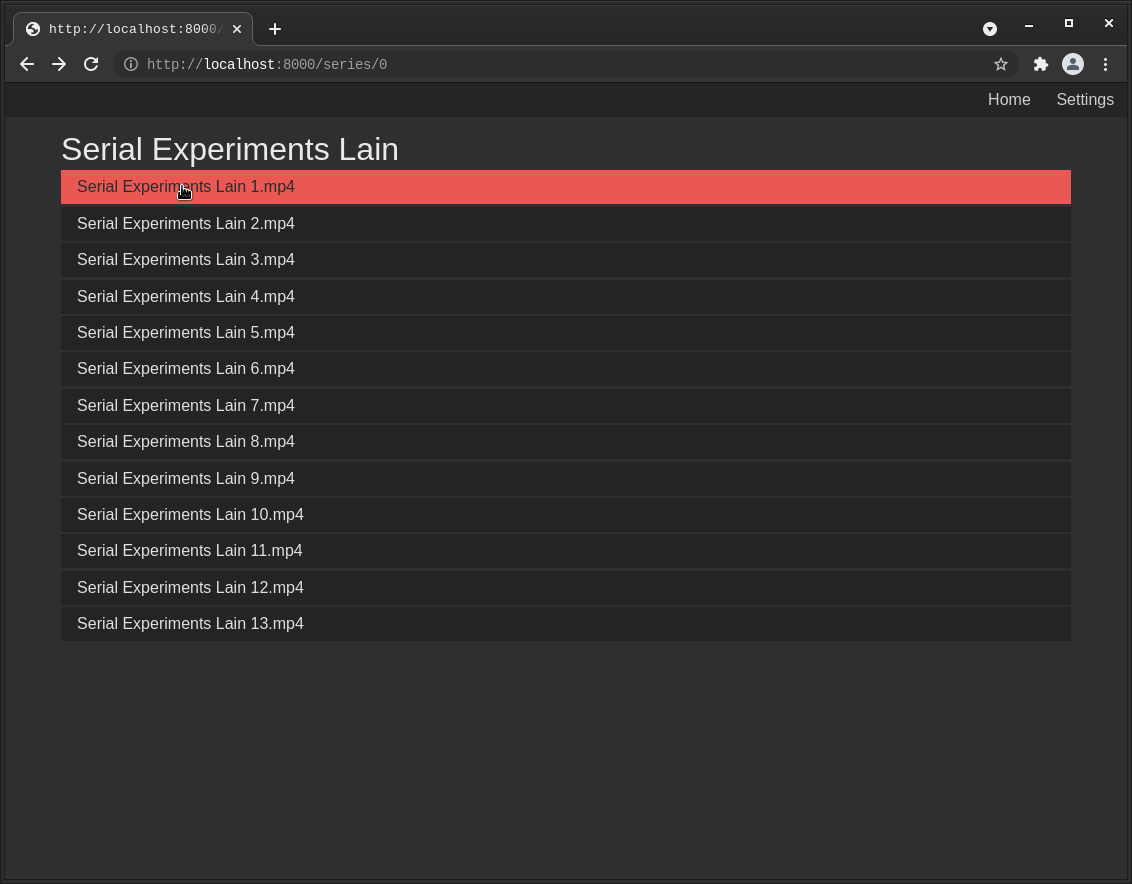 http://localhost:8000/
http://localhost:8000/series/0
Home Settings
Serial Experiments Lain
Serial Experiments Lain 1.mp4
Serial Experiments Lain 2.mp4
Serial Experiments Lain 3.mp4
Serial Experiments Lain 4.mp4
Serial Experiments Lain 5.mp4
Serial Experiments Lain 6.mp4
Serial Experiments Lain 7.mp4
Serial Experiments Lain 8.mp4
Serial Experiments Lain 9.mp4
Serial Experiments Lain 10.mp4
Serial Experiments Lain 11.mp4
Serial Experiments Lain 12.mp4
Serial Experiments Lain 13.mp4